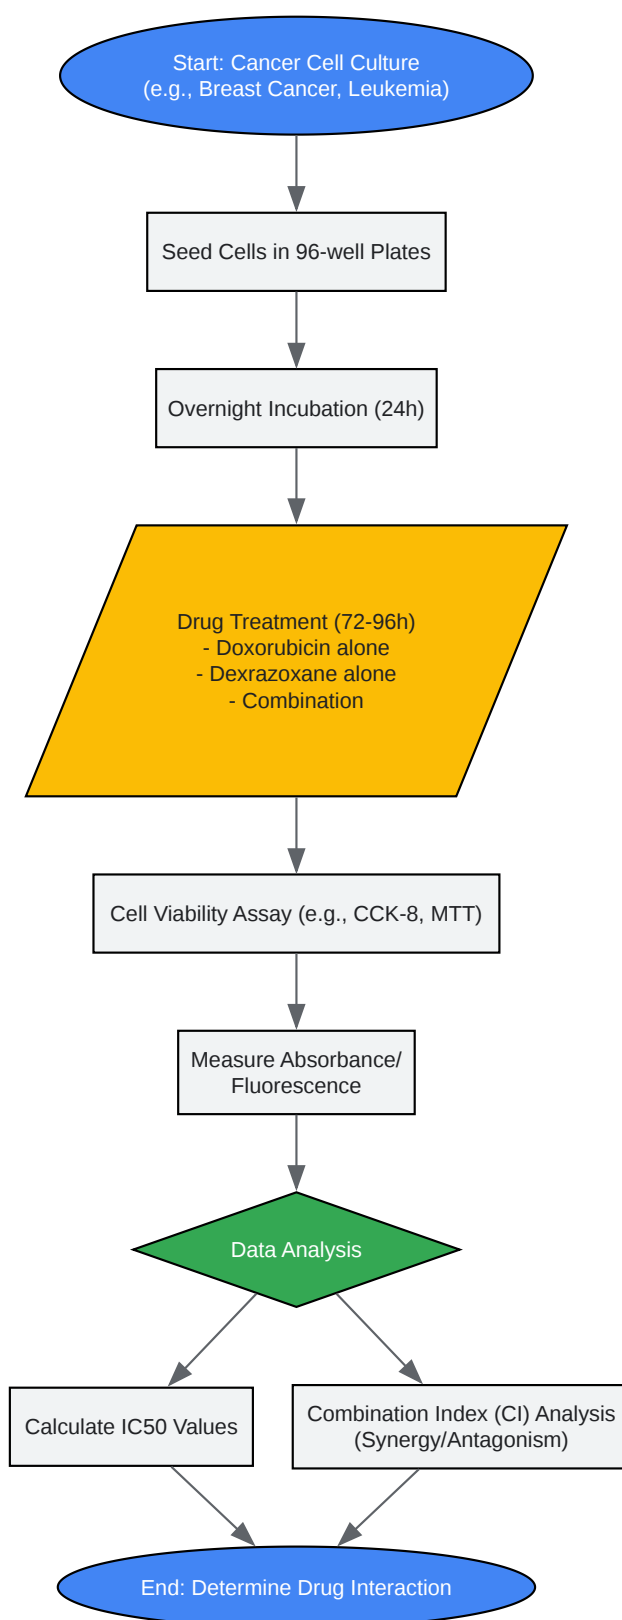 Start: Cancer Cell Culture
(e.g., Breast Cancer, Leukemia)
Seed Cells in 96-well Plates
Overnight Incubation (24h)
Drug Treatment (72-96h)
- Doxorubicin alone
- Dexrazoxane alone
- Combination
Cell Viability Assay (e.g., CCK-8, MTT)
Measure Absorbance/
Fluorescence
Data Analysis
Calculate IC50 Values
Combination Index (CI) Analysis
(Synergy/Antagonism)
End: Determine Drug Interaction